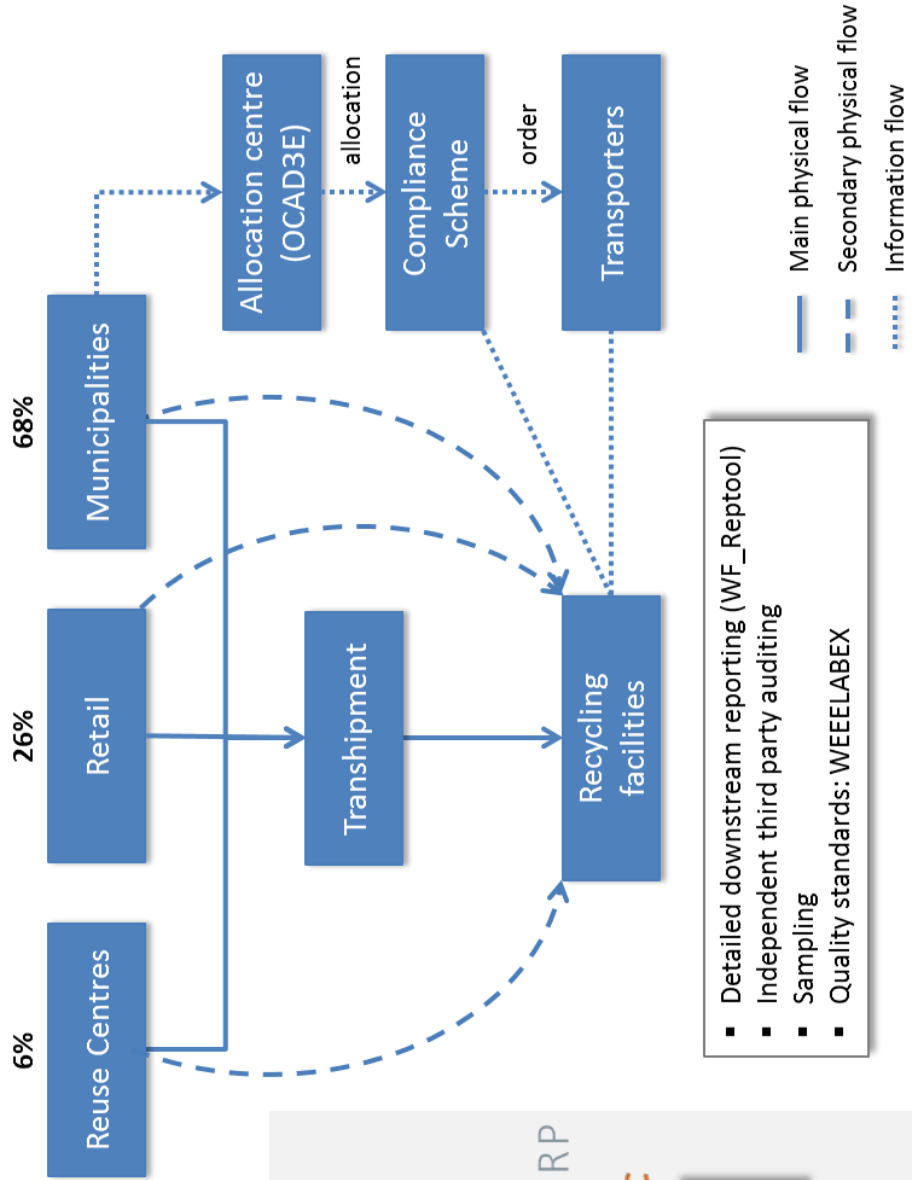 6%
26%
68%
Reuse Centres
Retail
Municipalities
Transhipment
Allocation centre
(OCAD3E)
allocation
Compliance
Scheme
order
Recycling
facilities
Transporters
▪ Detailed downstream reporting (WF_Reptool)
▪ Independent third party auditing
▪ Sampling
▪ Quality standards: WEEELABEX
Main physical flow
Secondary physical flow
Information flow
RP